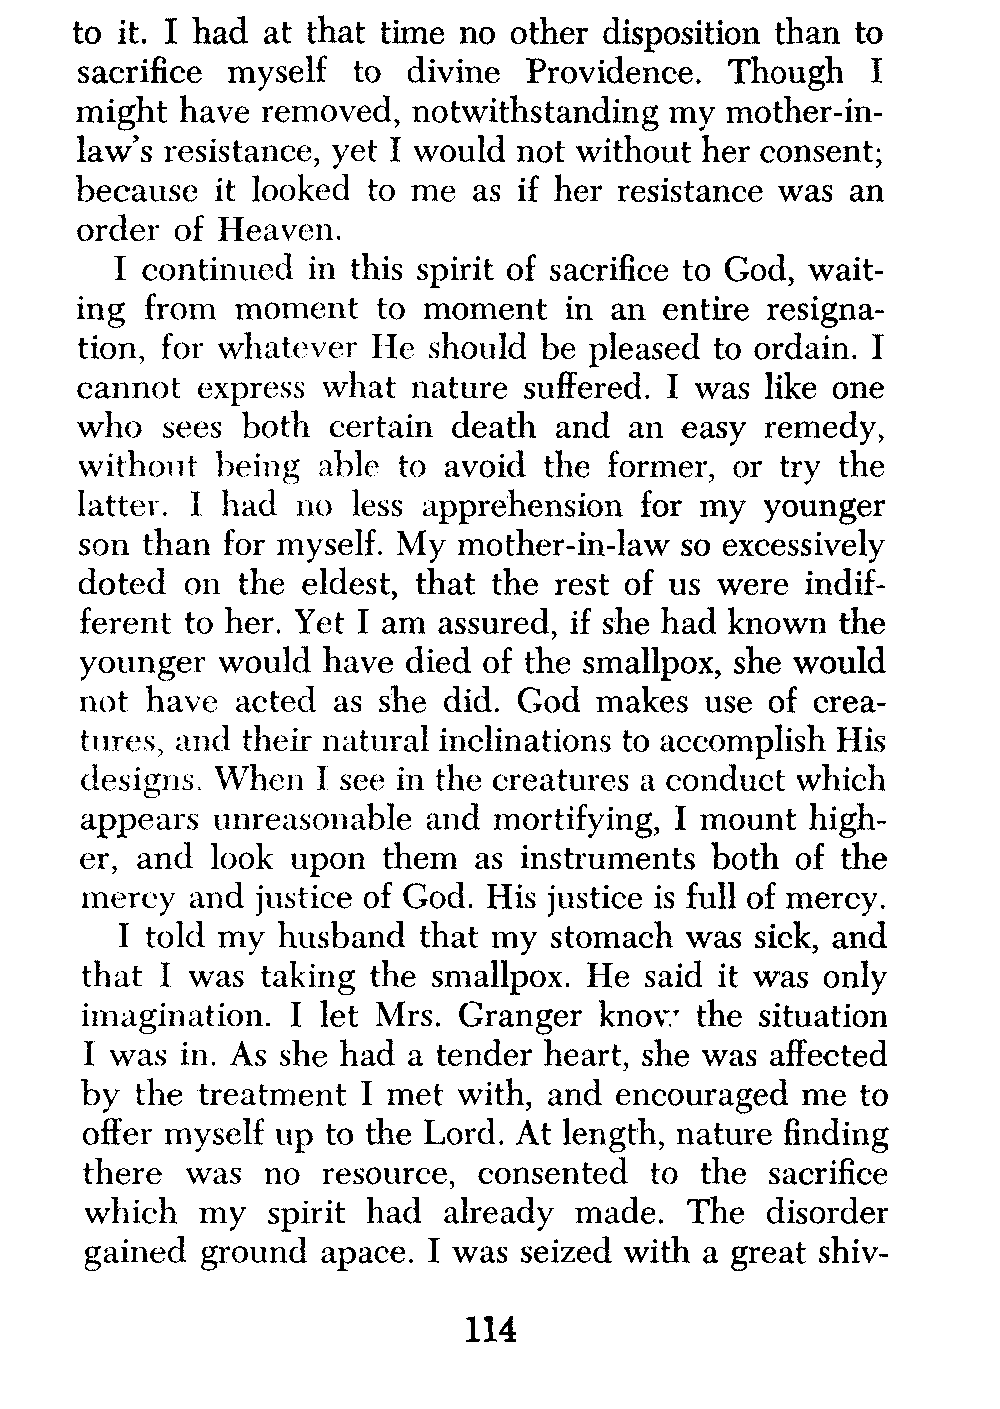 to it. I had at that time no other disposition than to
sacrifice myself to divine Providence. Though I
might have removed, notwithstanding my mother-in-
law's resistance, yet I would not without her consent;
because it looked to me as if her resistance was an
order of Heaven.
I continued in this spirit of sacrifice to God, wait-
ing from moment to moment in an entire resigna-
tion, for whatever He should be pleased to ordain. I
cannot express what nature suffered. I was like one
who sees both certain death and an easy remedy,
without being able to avoid the former, or try the
latter. I had no less apprehension for my younger
son than for myself. My mother-in-law so excessively
doted on the eldest, that the rest of us were indif-
ferent to her. Yet I am assured, if she had known the
younger would have died of the smallpox, she would
not have acted as she did. God makes use of crea-
tures, and their natural inclinations to accomplish His
designs. When I see in the creatures a conduct which
appears unreasonable and mortifying, I mount high-
er, and look upon them as instruments both of the
mercy and justice of God. His justice is full of mercy.
I told my husband that my stomach was sick, and
that I was taking the smallpox. He said it was only
imagination. I let Mrs. Granger know the situation
I was in. As she had a tender heart, she was affected
by the treatment I met with, and encouraged me to
offer myself up to the Lord. At length, nature finding
there was no resource, consented to the sacrifice
which my spirit had already made. The disorder
gained ground apace. I was seized with a great shiv-
114